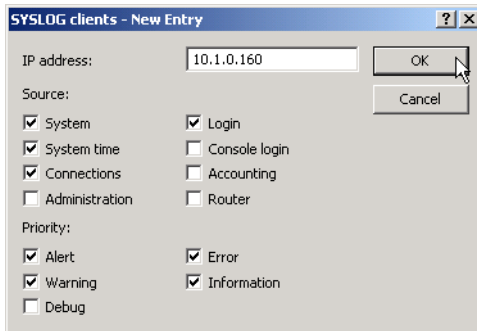 SYSLOG clients - New Entry
IP address: 10.1.0.160 OK
Source: Cancel
System Login
System time Console login
Connections Accounting
Administration Router
Priority:
Alert Error
Warning Information
Debug